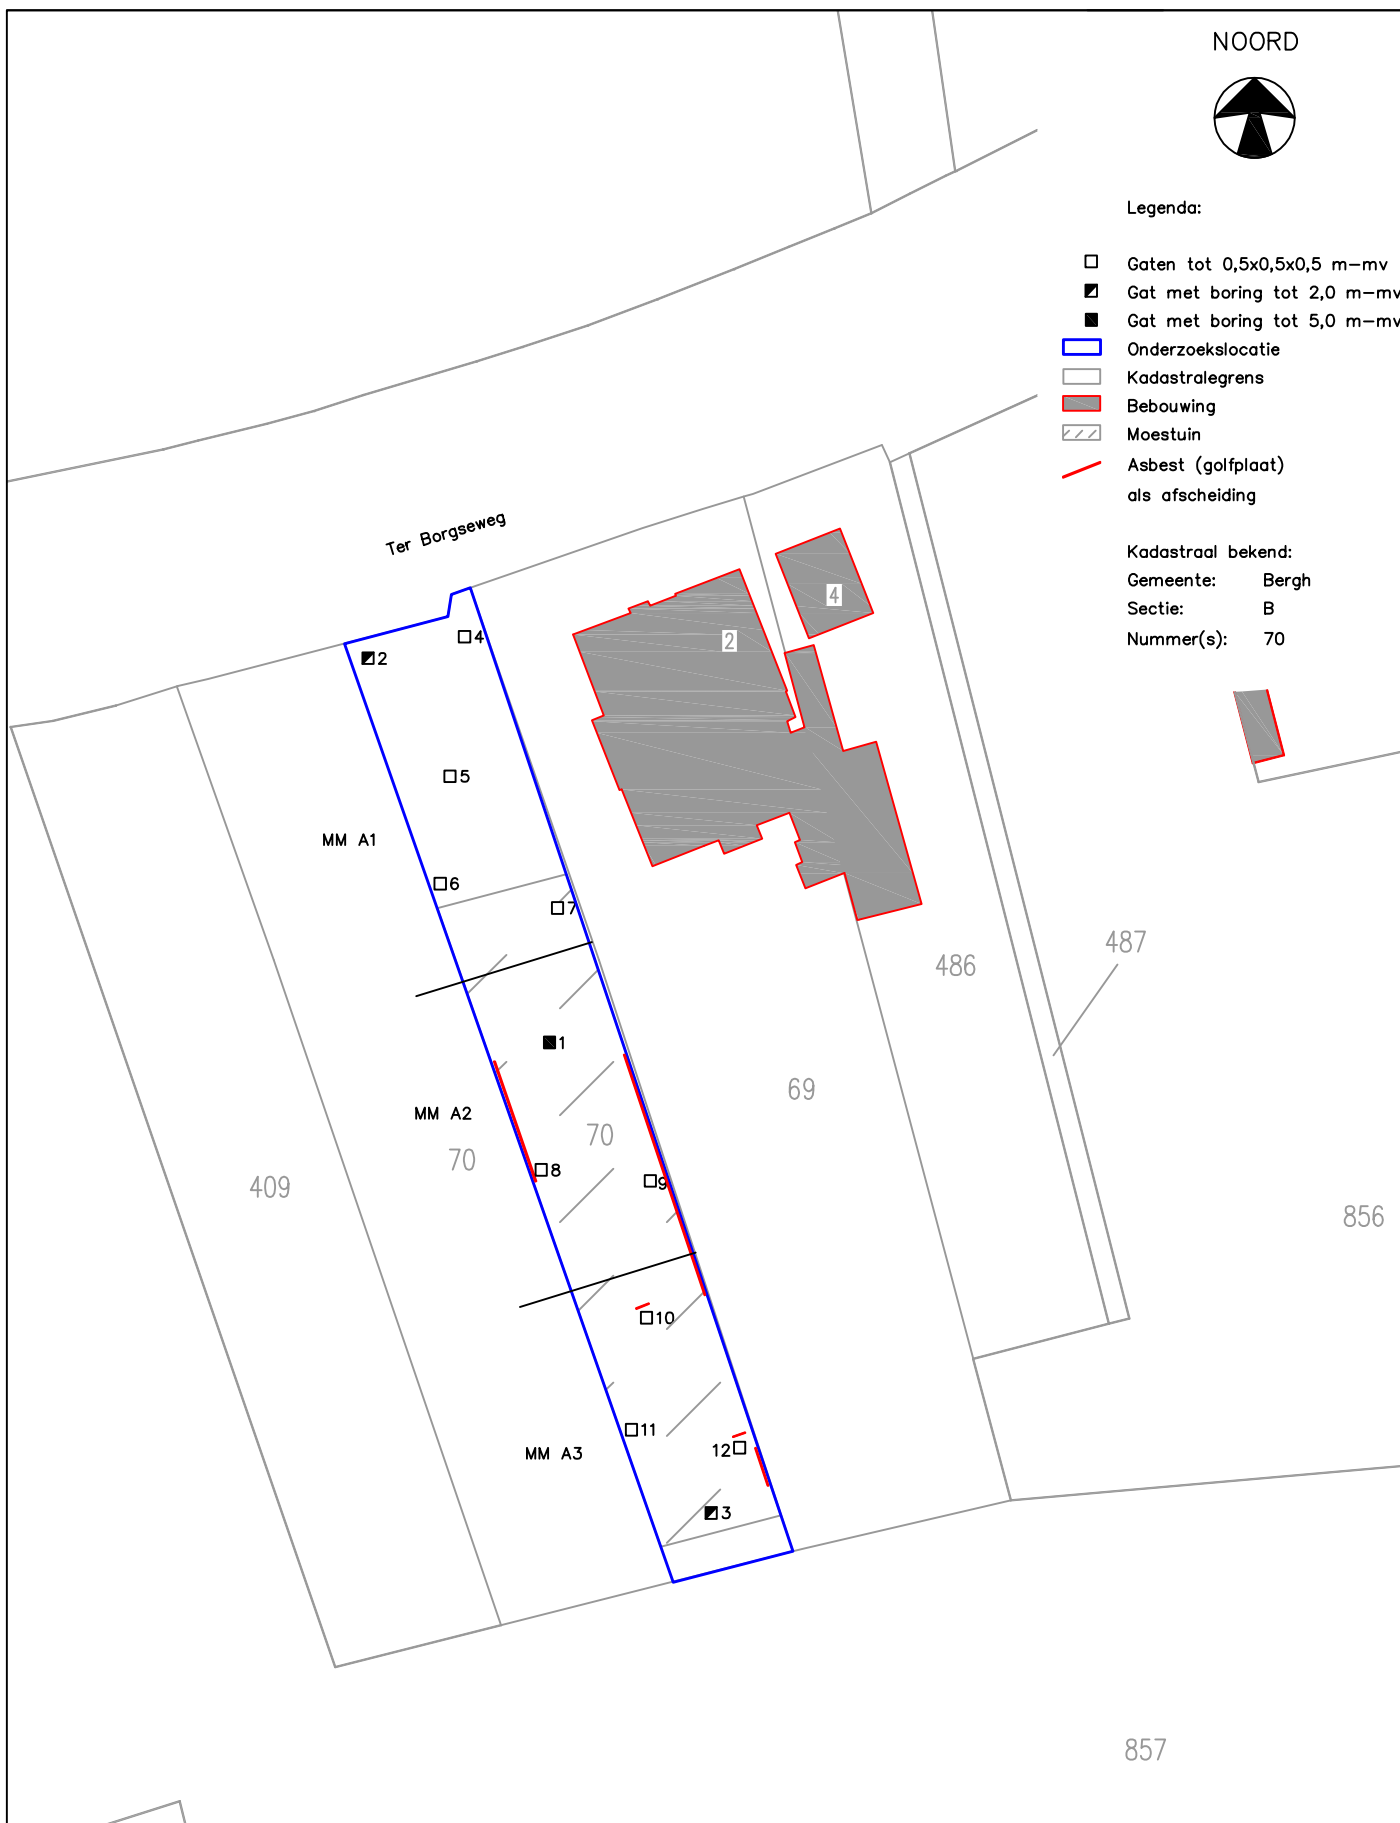 NOORD
Legenda:
Gaten tot 0,5x0,5x0,5 m-mv
Gat met boring tot 2,0 m-mv
Gat met boring tot 5,0 m-mv
Onderzoekslocatie
Kadastralegrens
Bebouwing
Moestuin
Asbest (golfplaat)
als afscheiding
Kadastraal bekend:
Gemeente: Bergh
Sectie: B
Nummer(s): 70
Ter Borgseweg
4
2
4
2
5
MM A1
6
7
487
486
1
69
MM A2
70
70
8
9
409
856
10
11
12
MM A3
3
857